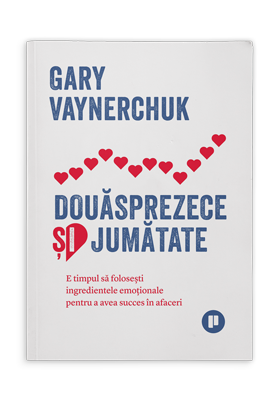 GARY
VAYNERCHUK
DOUĂSPREZECE
ȘI JUMĂTATE
E timpul să folosești
ingredientele emoționale
pentru a avea succes în afaceri